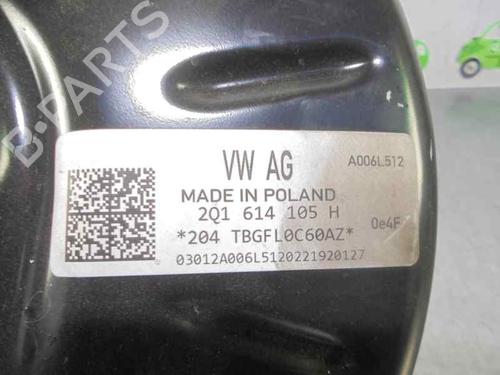 B-PARTS
VW AG
A006L512
MADE IN POLAND
2Q1 614 105 H
0e4F
*204 TBGFL0C60AZ*
03012A006L5120221920127